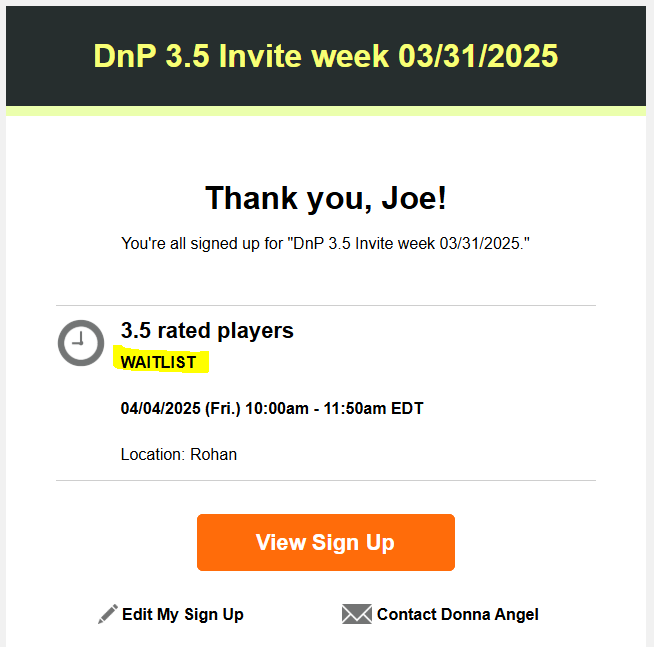 DnP 3.5 Invite week 03/31/2025
Thank you, Joe!
You're all signed up for "DnP 3.5 Invite week 03/31/2025."
3.5 rated players
WAITLIST
04/04/2025 (Fri.) 10:00am - 11:50am EDT
Location: Rohan
View Sign Up
Edit My Sign Up
Contact Donna Angel